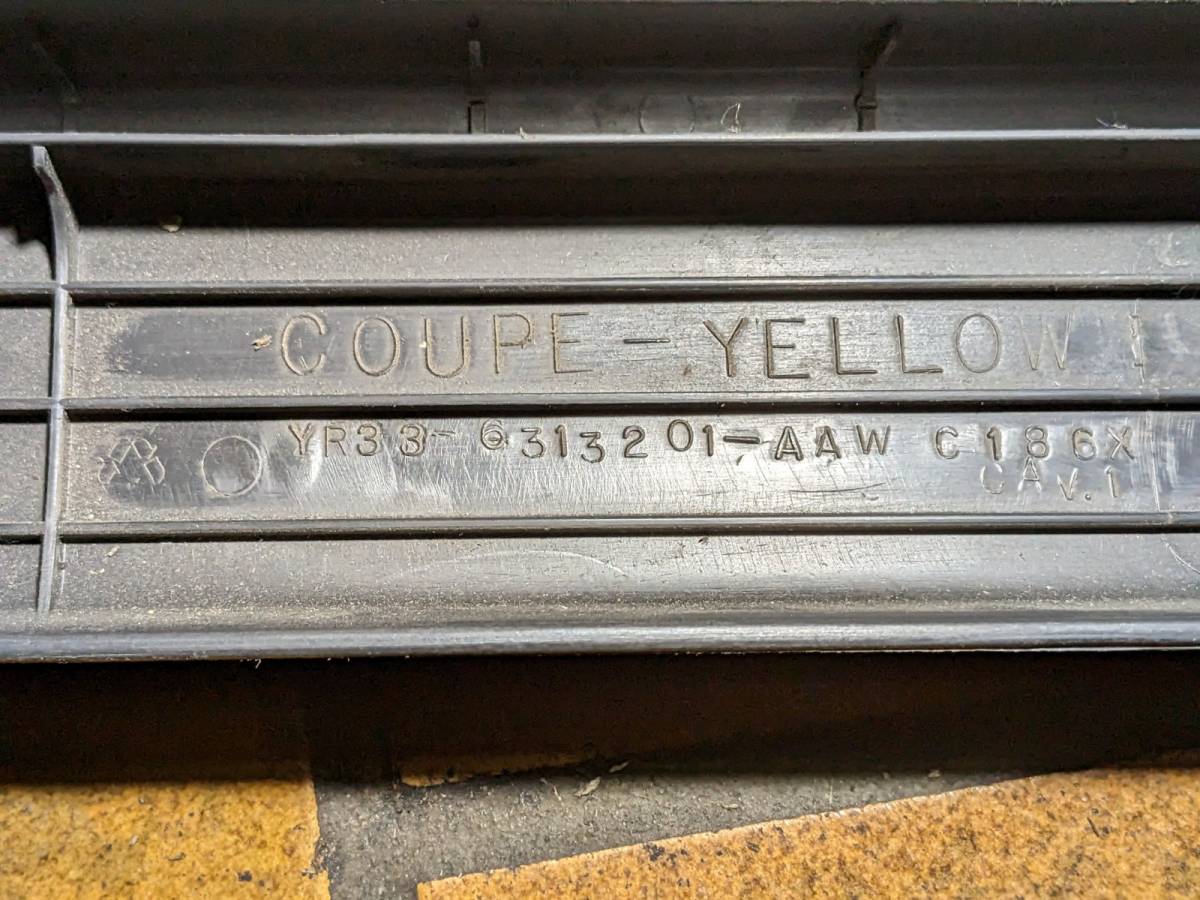 COUPE - YELLOW
YR33-6313201-AAW C186X
CAV.1